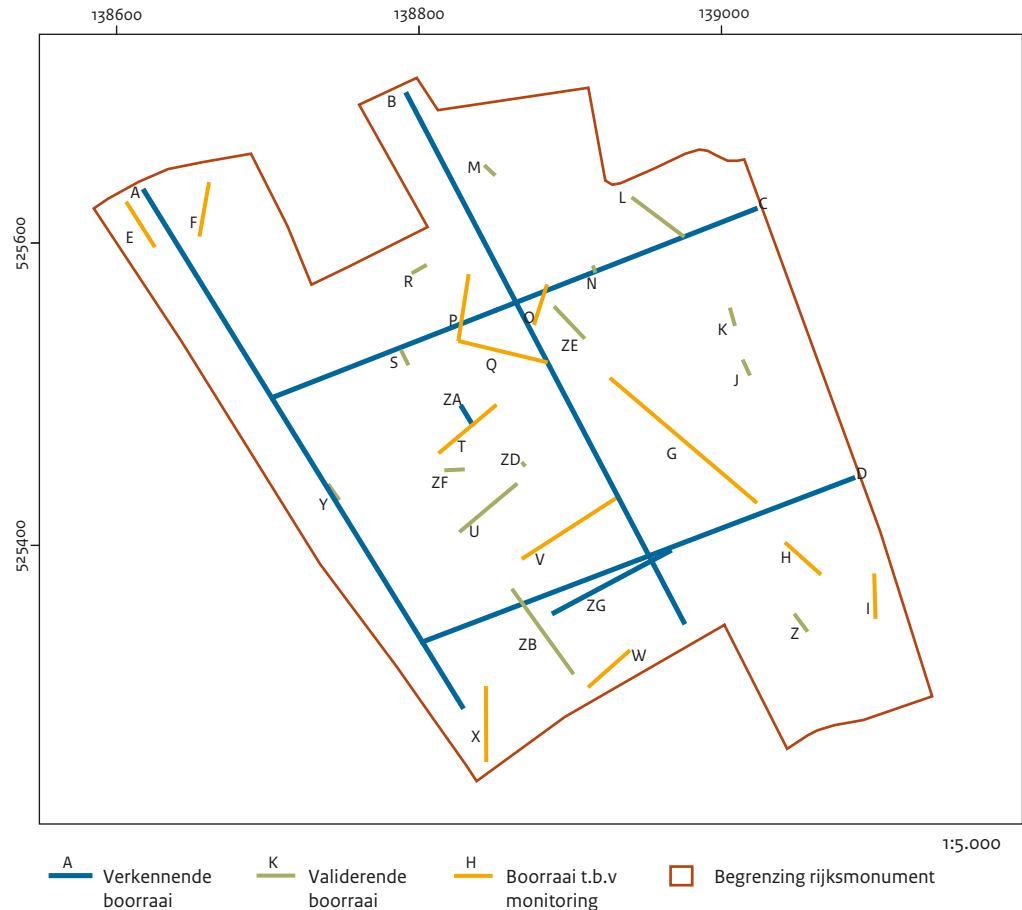 138600 138800 139000
525600
525400
B
M
A
L
C
F
E
R
N
P
O
K
S
Q
ZE
J
ZA
T
G
ZD
D
ZF
Y
U
V
H
ZG
I
Z
ZB
W
X
1:5.000
A K H
Verkennende
boorraai
Validerende
boorraai
Boorraai t.b.v
monitoring
Begrenzing rijksmonument